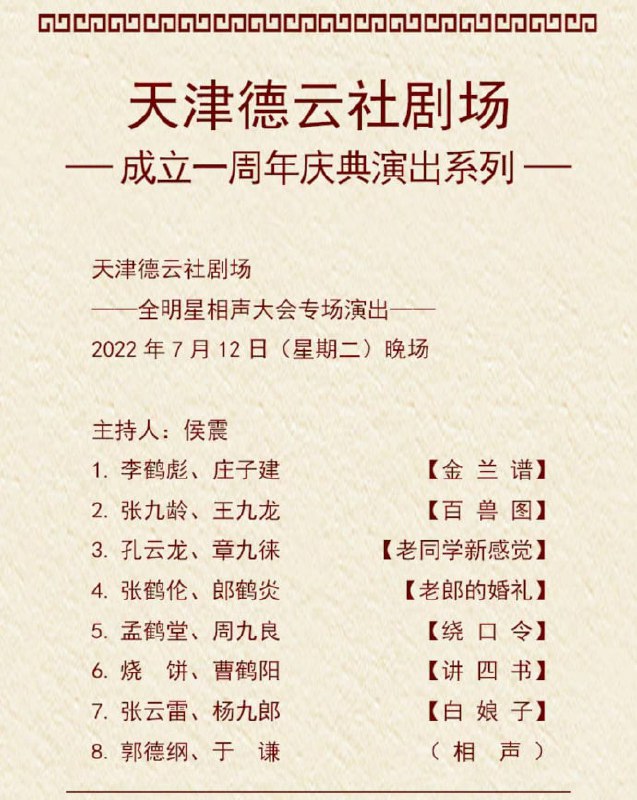 天津德云社剧场
——成立一周年庆典演出系列——
天津德云社剧场
——全明星相声大会专场演出——
2022年7月12日（星期二）晚场
主持人：侯震
1. 李鹤彪、庄子建 【金 兰 谱】
2. 张九龄、王九龙 【百 兽 图】
3. 孔云龙、章九徕 【老同学新感觉】
4. 张鹤伦、郎鹤炎 【老郎的婚礼】
5. 孟鹤堂、周九良 【绕 口 令】
6. 烧　饼、曹鹤阳 【讲 四 书】
7. 张云雷、杨九郎 【白 娘 子】
8. 郭德纲、于　谦 （ 相　声 ）